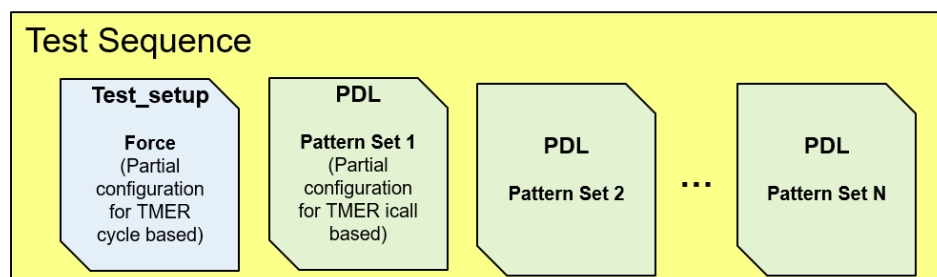 Test Sequence
Test_setup
Force
(Partial
configuration
for TMER
cycle based)
PDL
Pattern Set 1
(Partial
configuration
for TMER icall
based)
PDL
Pattern Set 2
...
PDL
Pattern Set N